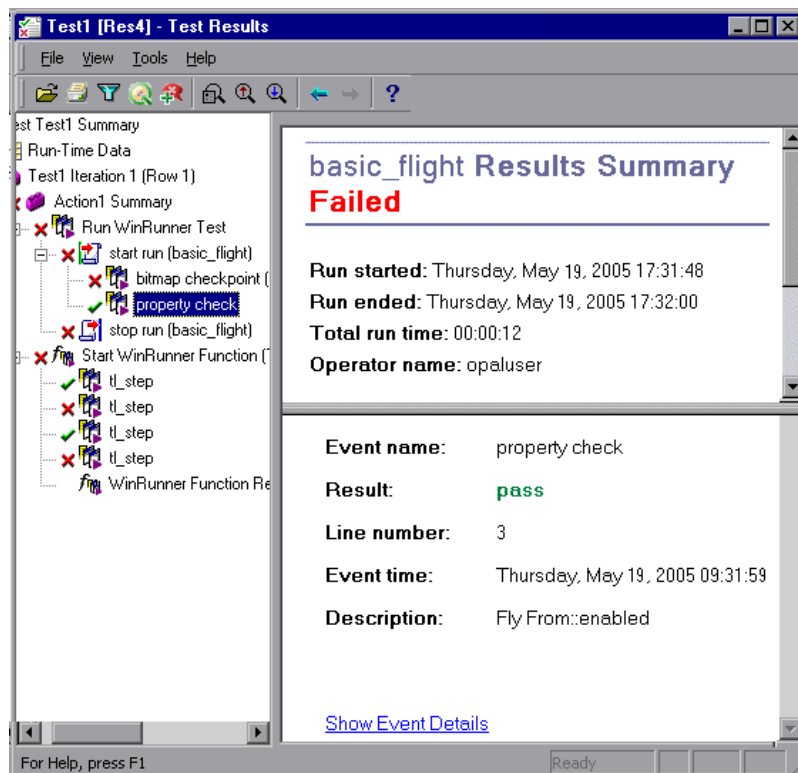 Test1 [Res4] - Test Results
File View Tools Help
est Test1 Summary
Run-Time Data
Test1 Iteration 1 (Row 1)
Action1 Summary
Run WinRunner Test
start run (basic_flight)
bitmap checkpoint (
property check
stop run (basic_flight)
Start WinRunner Function (
tl_step
tl_step
tl_step
tl_step
WinRunner Function Re
basic_flight Results Summary
Failed
Run started: Thursday, May 19, 2005 17:31:48
Run ended: Thursday, May 19, 2005 17:32:00
Total run time: 00:00:12
Operator name: opaluser
Event name: property check
Result: pass
Line number: 3
Event time: Thursday, May 19, 2005 09:31:59
Description: Fly From::enabled
Show Event Details
For Help, press F1
Ready